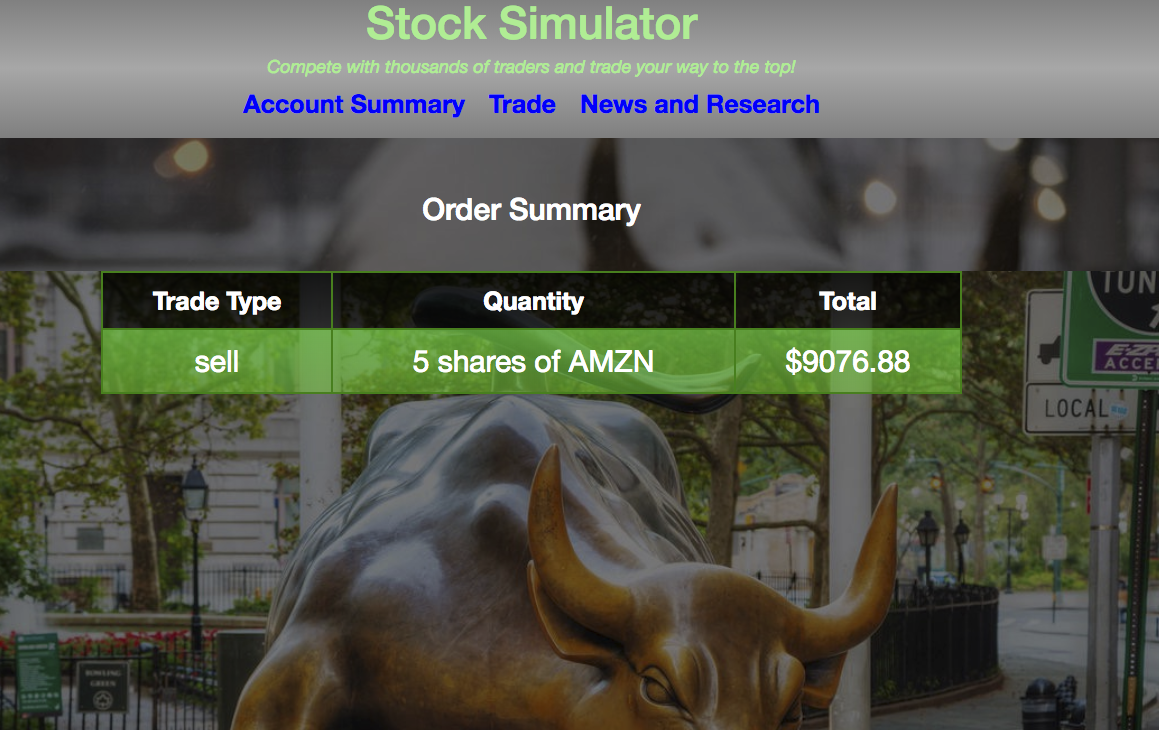 Stock Simulator
Compete with thousands of traders and trade your way to the top!
Account Summary Trade News and Research
Order Summary
Trade Type Quantity Total
sell 5 shares of AMZN $9076.88
TUN
E-ZPA
ACCE
LOCAL
BOWLING
GREEN